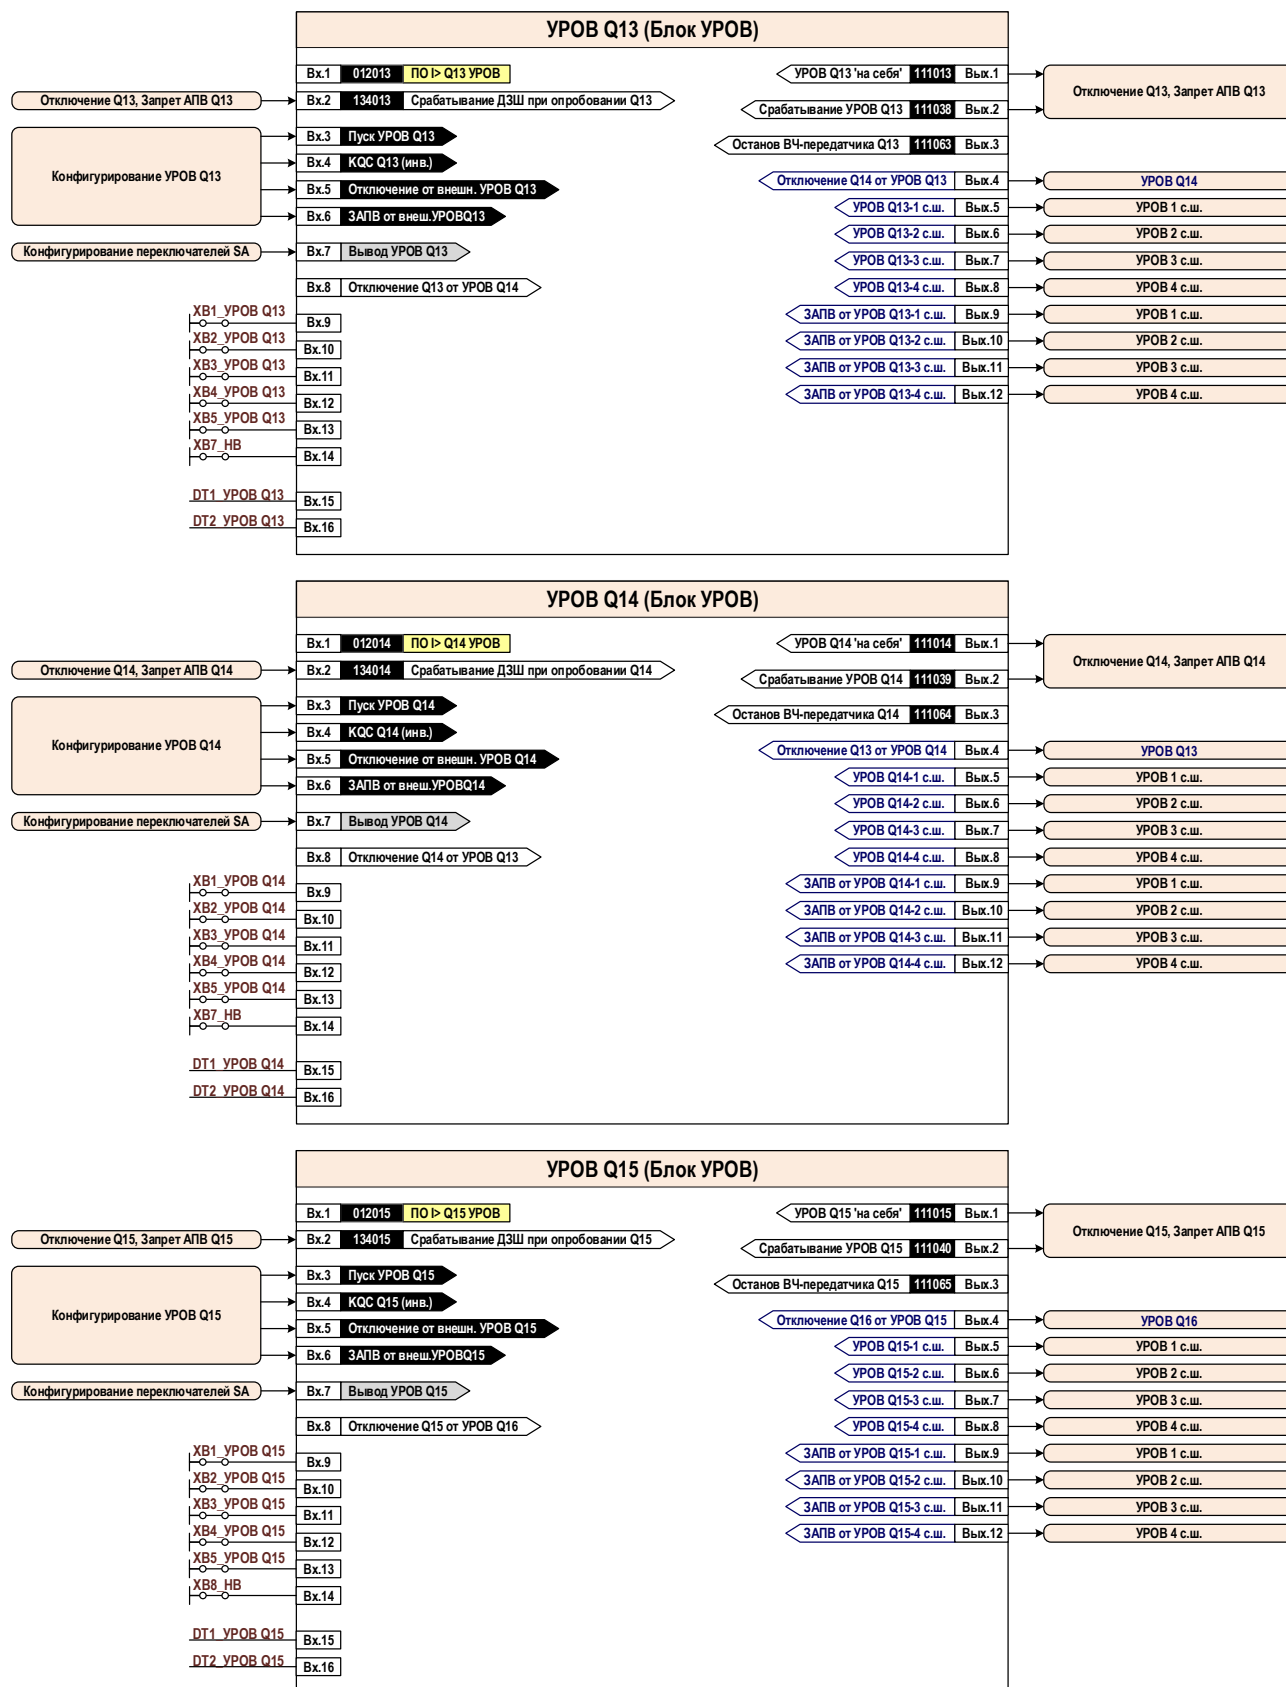 УРОВ Q13 (Блок УРОВ)
Вх.1 012013 ПО I> Q13 УРОВ
УРОВ Q13 'на себя' 111013 Вых.1
Отключение Q13, Запрет АПВ Q13
Отключение Q13, Запрет АПВ Q13
Вх.2 134013 Срабатывание ДЗШ при опробовании Q13
Срабатывание УРОВ Q13 111038 Вых.2
Конфигурирование УРОВ Q13
Вх.3 Пуск УРОВ Q13
Останов ВЧ-передатчика Q13 111063 Вых.3
Вх.4 KQC Q13 (инв.)
Вх.5 Отключение от внешн. УРОВ Q13
Отключение Q14 от УРОВ Q13 Вых.4 УРОВ Q14
Вх.6 ЗАПВ от внеш.УРОВQ13
УРОВ Q13-1 с.ш. Вых.5 УРОВ 1 с.ш.
УРОВ Q13-2 с.ш. Вых.6 УРОВ 2 с.ш.
Конфигурирование переключателей SA Вх.7 Вывод УРОВ Q13
УРОВ Q13-3 с.ш. Вых.7 УРОВ 3 с.ш.
Вх.8 Отключение Q13 от УРОВ Q14
УРОВ Q13-4 с.ш. Вых.8 УРОВ 4 с.ш.
XB1_УРОВ Q13 Вх.9
ЗАПВ от УРОВ Q13-1 с.ш. Вых.9 УРОВ 1 с.ш.
XB2_УРОВ Q13 Вх.10
ЗАПВ от УРОВ Q13-2 с.ш. Вых.10 УРОВ 2 с.ш.
XB3_УРОВ Q13 Вх.11
ЗАПВ от УРОВ Q13-3 с.ш. Вых.11 УРОВ 3 с.ш.
XB4_УРОВ Q13 Вх.12
ЗАПВ от УРОВ Q13-4 с.ш. Вых.12 УРОВ 4 с.ш.
XB5_УРОВ Q13 Вх.13
XB7_НВ Вх.14
DT1_УРОВ Q13 Вх.15
DT2_УРОВ Q13 Вх.16
УРОВ Q14 (Блок УРОВ)
Вх.1 012014 ПО I> Q14 УРОВ
УРОВ Q14 'на себя' 111014 Вых.1
Отключение Q14, Запрет АПВ Q14
Отключение Q14, Запрет АПВ Q14
Вх.2 134014 Срабатывание ДЗШ при опробовании Q14
Срабатывание УРОВ Q14 111039 Вых.2
Конфигурирование УРОВ Q14
Вх.3 Пуск УРОВ Q14
Останов ВЧ-передатчика Q14 111064 Вых.3
Вх.4 KQC Q14 (инв.)
Вх.5 Отключение от внешн. УРОВ Q14
Отключение Q13 от УРОВ Q14 Вых.4 УРОВ Q13
Вх.6 ЗАПВ от внеш.УРОВQ14
УРОВ Q14-1 с.ш. Вых.5 УРОВ 1 с.ш.
УРОВ Q14-2 с.ш. Вых.6 УРОВ 2 с.ш.
Конфигурирование переключателей SA Вх.7 Вывод УРОВ Q14
УРОВ Q14-3 с.ш. Вых.7 УРОВ 3 с.ш.
Вх.8 Отключение Q14 от УРОВ Q13
УРОВ Q14-4 с.ш. Вых.8 УРОВ 4 с.ш.
XB1_УРОВ Q14 Вх.9
ЗАПВ от УРОВ Q14-1 с.ш. Вых.9 УРОВ 1 с.ш.
XB2_УРОВ Q14 Вх.10
ЗАПВ от УРОВ Q14-2 с.ш. Вых.10 УРОВ 2 с.ш.
XB3_УРОВ Q14 Вх.11
ЗАПВ от УРОВ Q14-3 с.ш. Вых.11 УРОВ 3 с.ш.
XB4_УРОВ Q14 Вх.12
ЗАПВ от УРОВ Q14-4 с.ш. Вых.12 УРОВ 4 с.ш.
XB5_УРОВ Q14 Вх.13
XB7_НВ Вх.14
DT1_УРОВ Q14 Вх.15
DT2_УРОВ Q14 Вх.16
УРОВ Q15 (Блок УРОВ)
Вх.1 012015 ПО I> Q15 УРОВ
УРОВ Q15 'на себя' 111015 Вых.1
Отключение Q15, Запрет АПВ Q15
Отключение Q15, Запрет АПВ Q15
Вх.2 134015 Срабатывание ДЗШ при опробовании Q15
Срабатывание УРОВ Q15 111040 Вых.2
Конфигурирование УРОВ Q15
Вх.3 Пуск УРОВ Q15
Останов ВЧ-передатчика Q15 111065 Вых.3
Вх.4 KQC Q15 (инв.)
Вх.5 Отключение от внешн. УРОВ Q15
Отключение Q16 от УРОВ Q15 Вых.4 УРОВ Q16
Вх.6 ЗАПВ от внеш.УРОВQ15
УРОВ Q15-1 с.ш. Вых.5 УРОВ 1 с.ш.
УРОВ Q15-2 с.ш. Вых.6 УРОВ 2 с.ш.
Конфигурирование переключателей SA Вх.7 Вывод УРОВ Q15
УРОВ Q15-3 с.ш. Вых.7 УРОВ 3 с.ш.
Вх.8 Отключение Q15 от УРОВ Q16
УРОВ Q15-4 с.ш. Вых.8 УРОВ 4 с.ш.
XB1_УРОВ Q15 Вх.9
ЗАПВ от УРОВ Q15-1 с.ш. Вых.9 УРОВ 1 с.ш.
XB2_УРОВ Q15 Вх.10
ЗАПВ от УРОВ Q15-2 с.ш. Вых.10 УРОВ 2 с.ш.
XB3_УРОВ Q15 Вх.11
ЗАПВ от УРОВ Q15-3 с.ш. Вых.11 УРОВ 3 с.ш.
XB4_УРОВ Q15 Вх.12
ЗАПВ от УРОВ Q15-4 с.ш. Вых.12 УРОВ 4 с.ш.
XB5_УРОВ Q15 Вх.13
XB8_НВ Вх.14
DT1_УРОВ Q15 Вх.15
DT2_УРОВ Q15 Вх.16